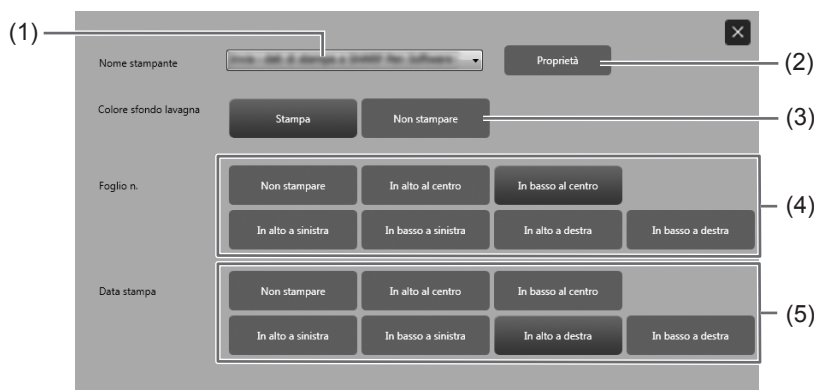 (1)
Nome stampante
Proprietà
(2)
Colore sfondo lavagna
Stampa
Non stampare
(3)
Foglio n.
Non stampare
In alto al centro
In basso al centro
(4)
In alto a sinistra
In basso a sinistra
In alto a destra
In basso a destra
Data stampa
Non stampare
In alto al centro
In basso al centro
(5)
In alto a sinistra
In basso a sinistra
In alto a destra
In basso a destra